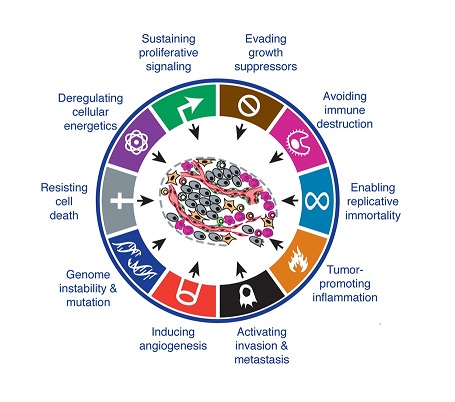 Sustaining
proliferative
signaling
Evading
growth
suppressors
Deregulating
cellular
energetics
Avoiding
immune
destruction
Resisting
cell
death
Enabling
replicative
immortality
Genome
instability &
mutation
Tumor-
promoting
inflammation
Inducing
angiogenesis
Activating
invasion &
metastasis